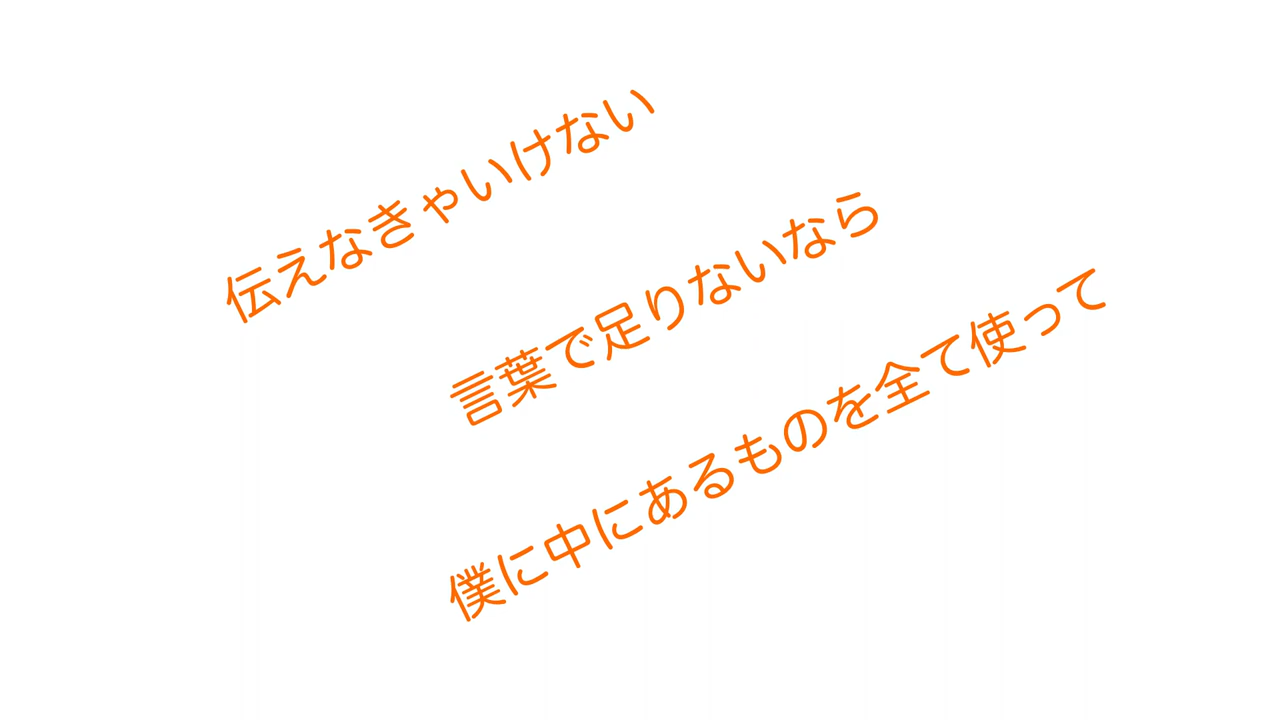 伝えなきゃいけない
言葉で足りないなら
僕に中にあるものを全て使って